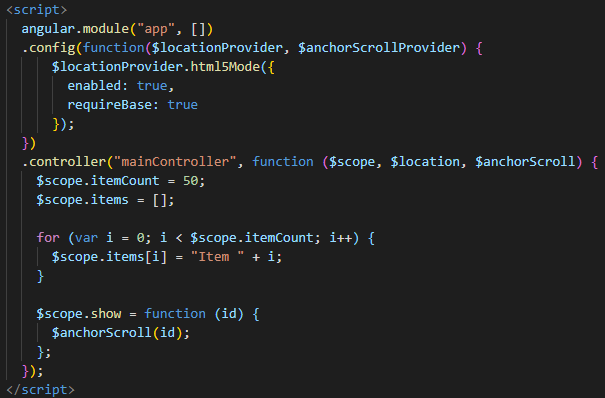 <script>
  angular.module("app", [])
  .config(function($locationProvider, $anchorScrollProvider) {
      $locationProvider.html5Mode({
        enabled: true,
        requireBase: true
      });
  })
  .controller("mainController", function ($scope, $location, $anchorScroll) {
    $scope.itemCount = 50;
    $scope.items = [];

    for (var i = 0; i < $scope.itemCount; i++) {
      $scope.items[i] = "Item " + i;
    }

    $scope.show = function (id) {
      $anchorScroll(id);
    };
  });
</script>